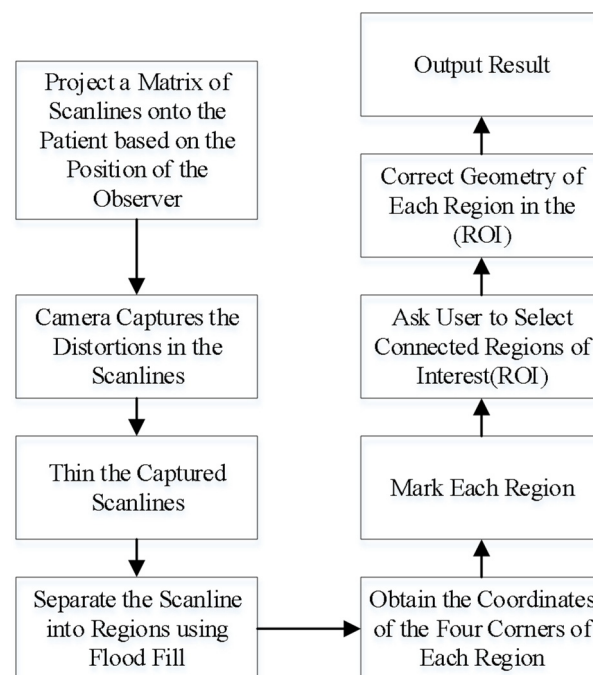 Project a Matrix of
Scanlines onto the
Patient based on the
Position of the
Observer
Camera Captures the
Distortions in the
Scanlines
Thin the Captured
Scanlines
Separate the Scanline
into Regions using
Flood Fill
Obtain the Coordinates
of the Four Corners of
Each Region
Mark Each Region
Ask User to Select
Connected Regions of
Interest(ROI)
Correct Geometry of
Each Region in the
(ROI)
Output Result